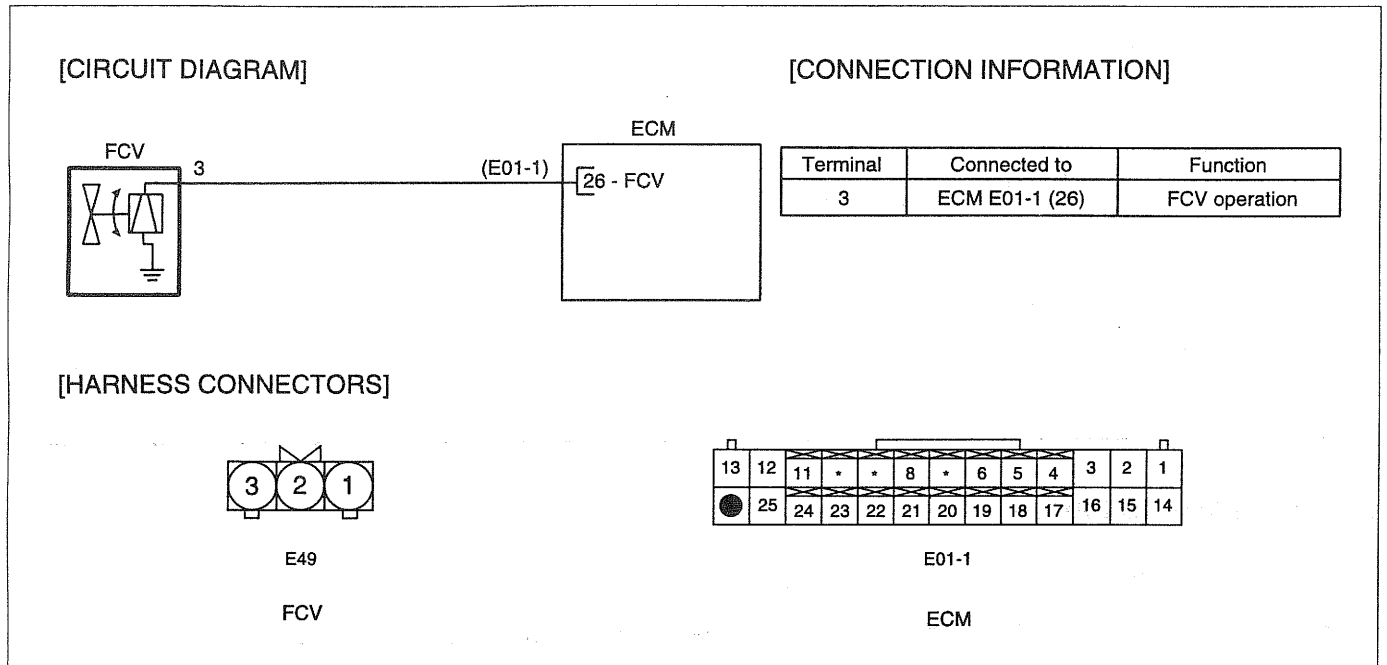 [CIRCUIT DIAGRAM]
[CONNECTION INFORMATION]
FCV
3
(E01-1)
ECM
26 - FCV
Terminal Connected to Function
3 ECM E01-1 (26) FCV operation
[HARNESS CONNECTORS]
3 2 1
E49
FCV
13 12 11 * * 8 * 6 5 4 3 2 1
25 24 23 22 21 20 19 18 17 16 15 14
E01-1
ECM